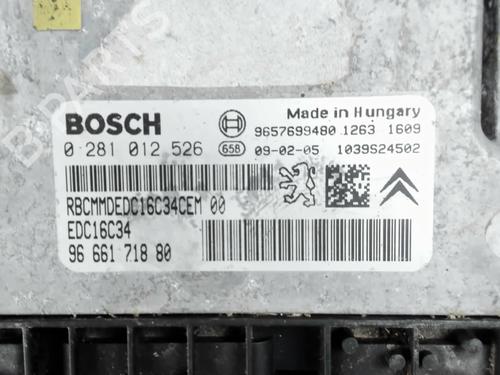 B-PARTS
BOSCH
Made in Hungary
9657699480 1263 1609
0 281 012 526 658 09-02-05 1039S24502
RBCMMDEDC16C34CEM 00
EDC16C34
96 661 718 80